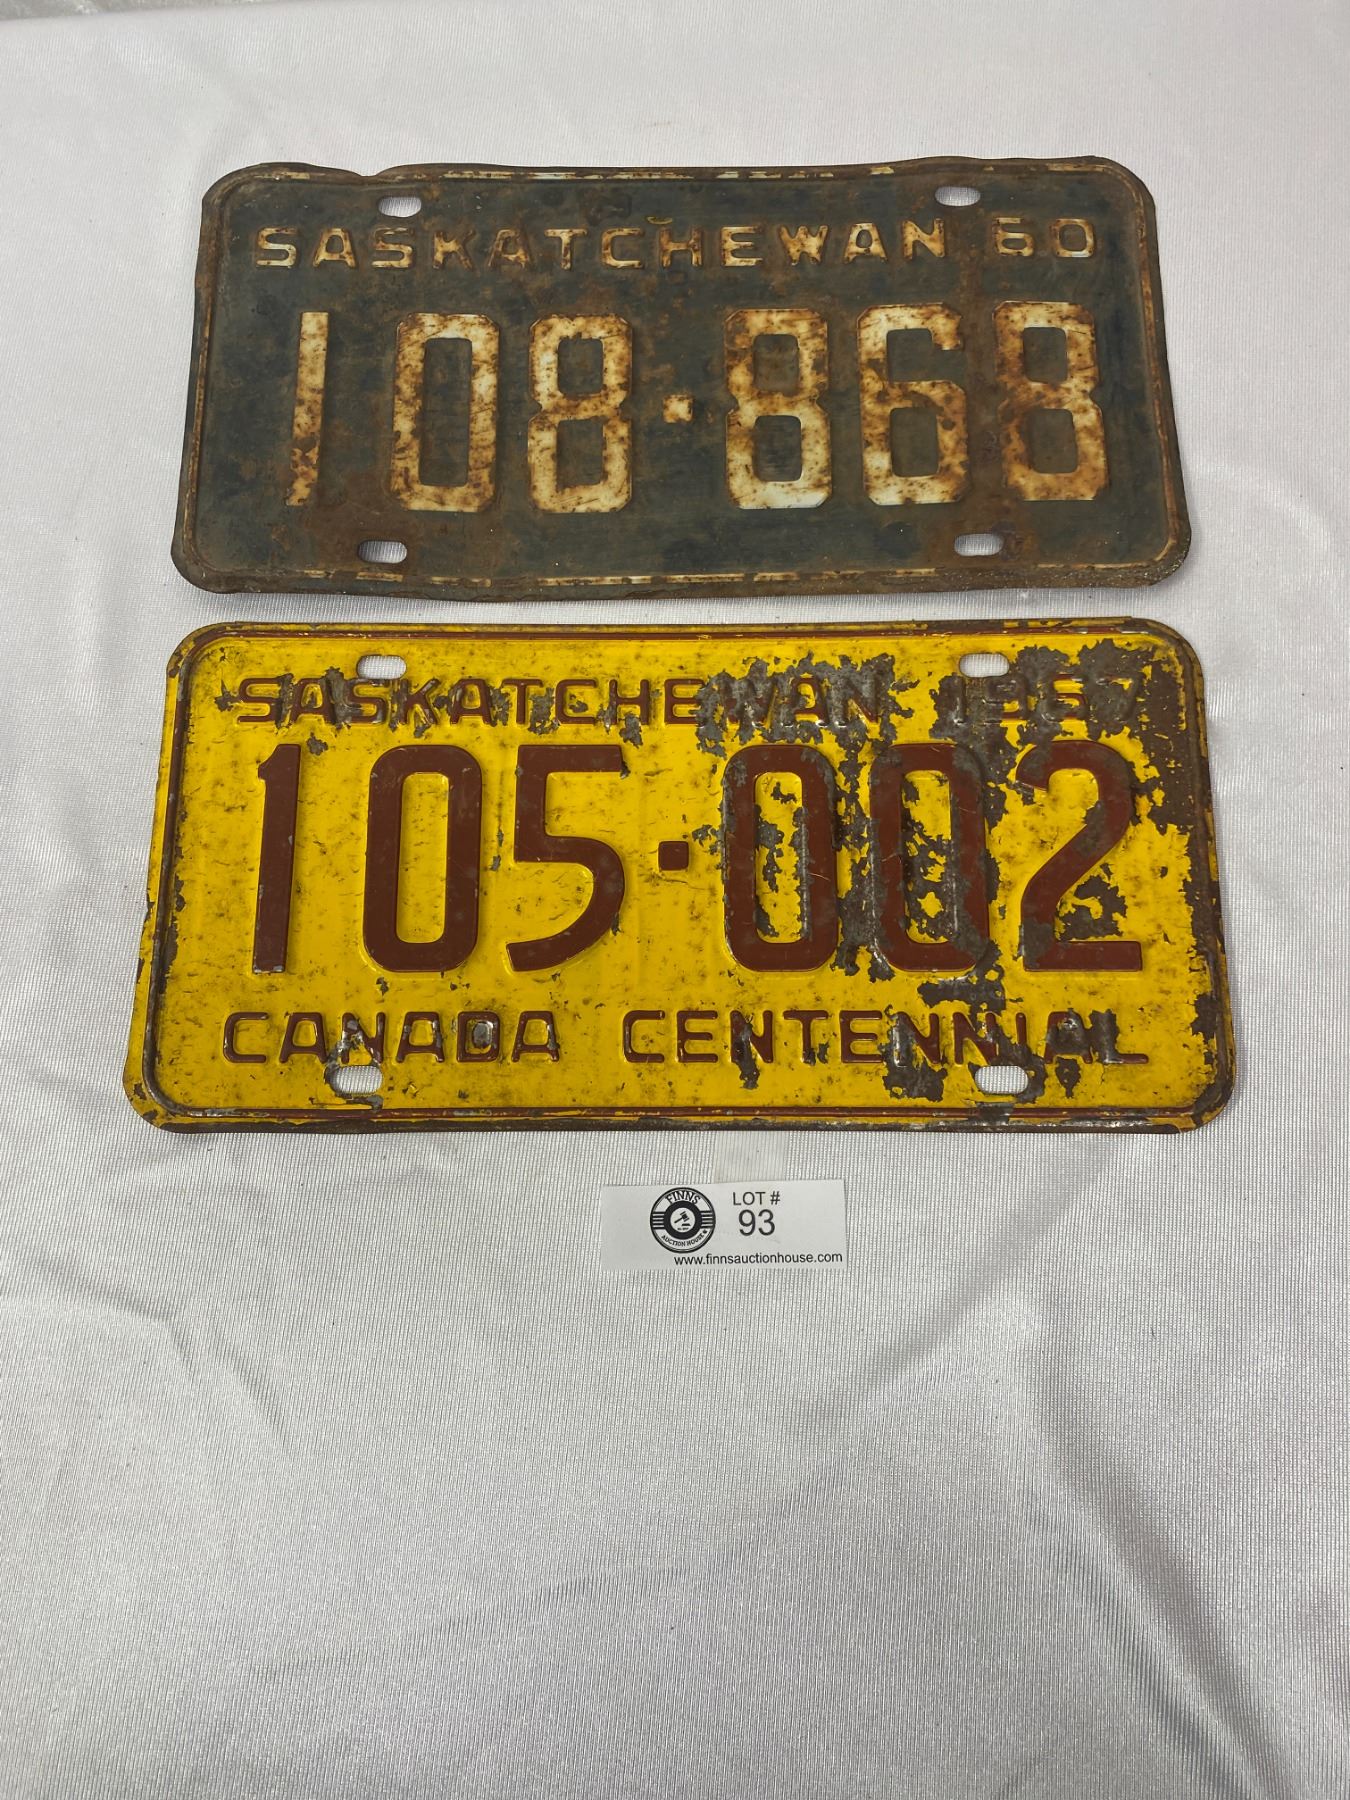 SASKATCHEWAN 60
108·868
SASKATCHEWAN 1967
105·002
CANADA CENTENNIAL
FINNS
AUCTION HOUSE
LOT #
93
www.finnsauctionhouse.com